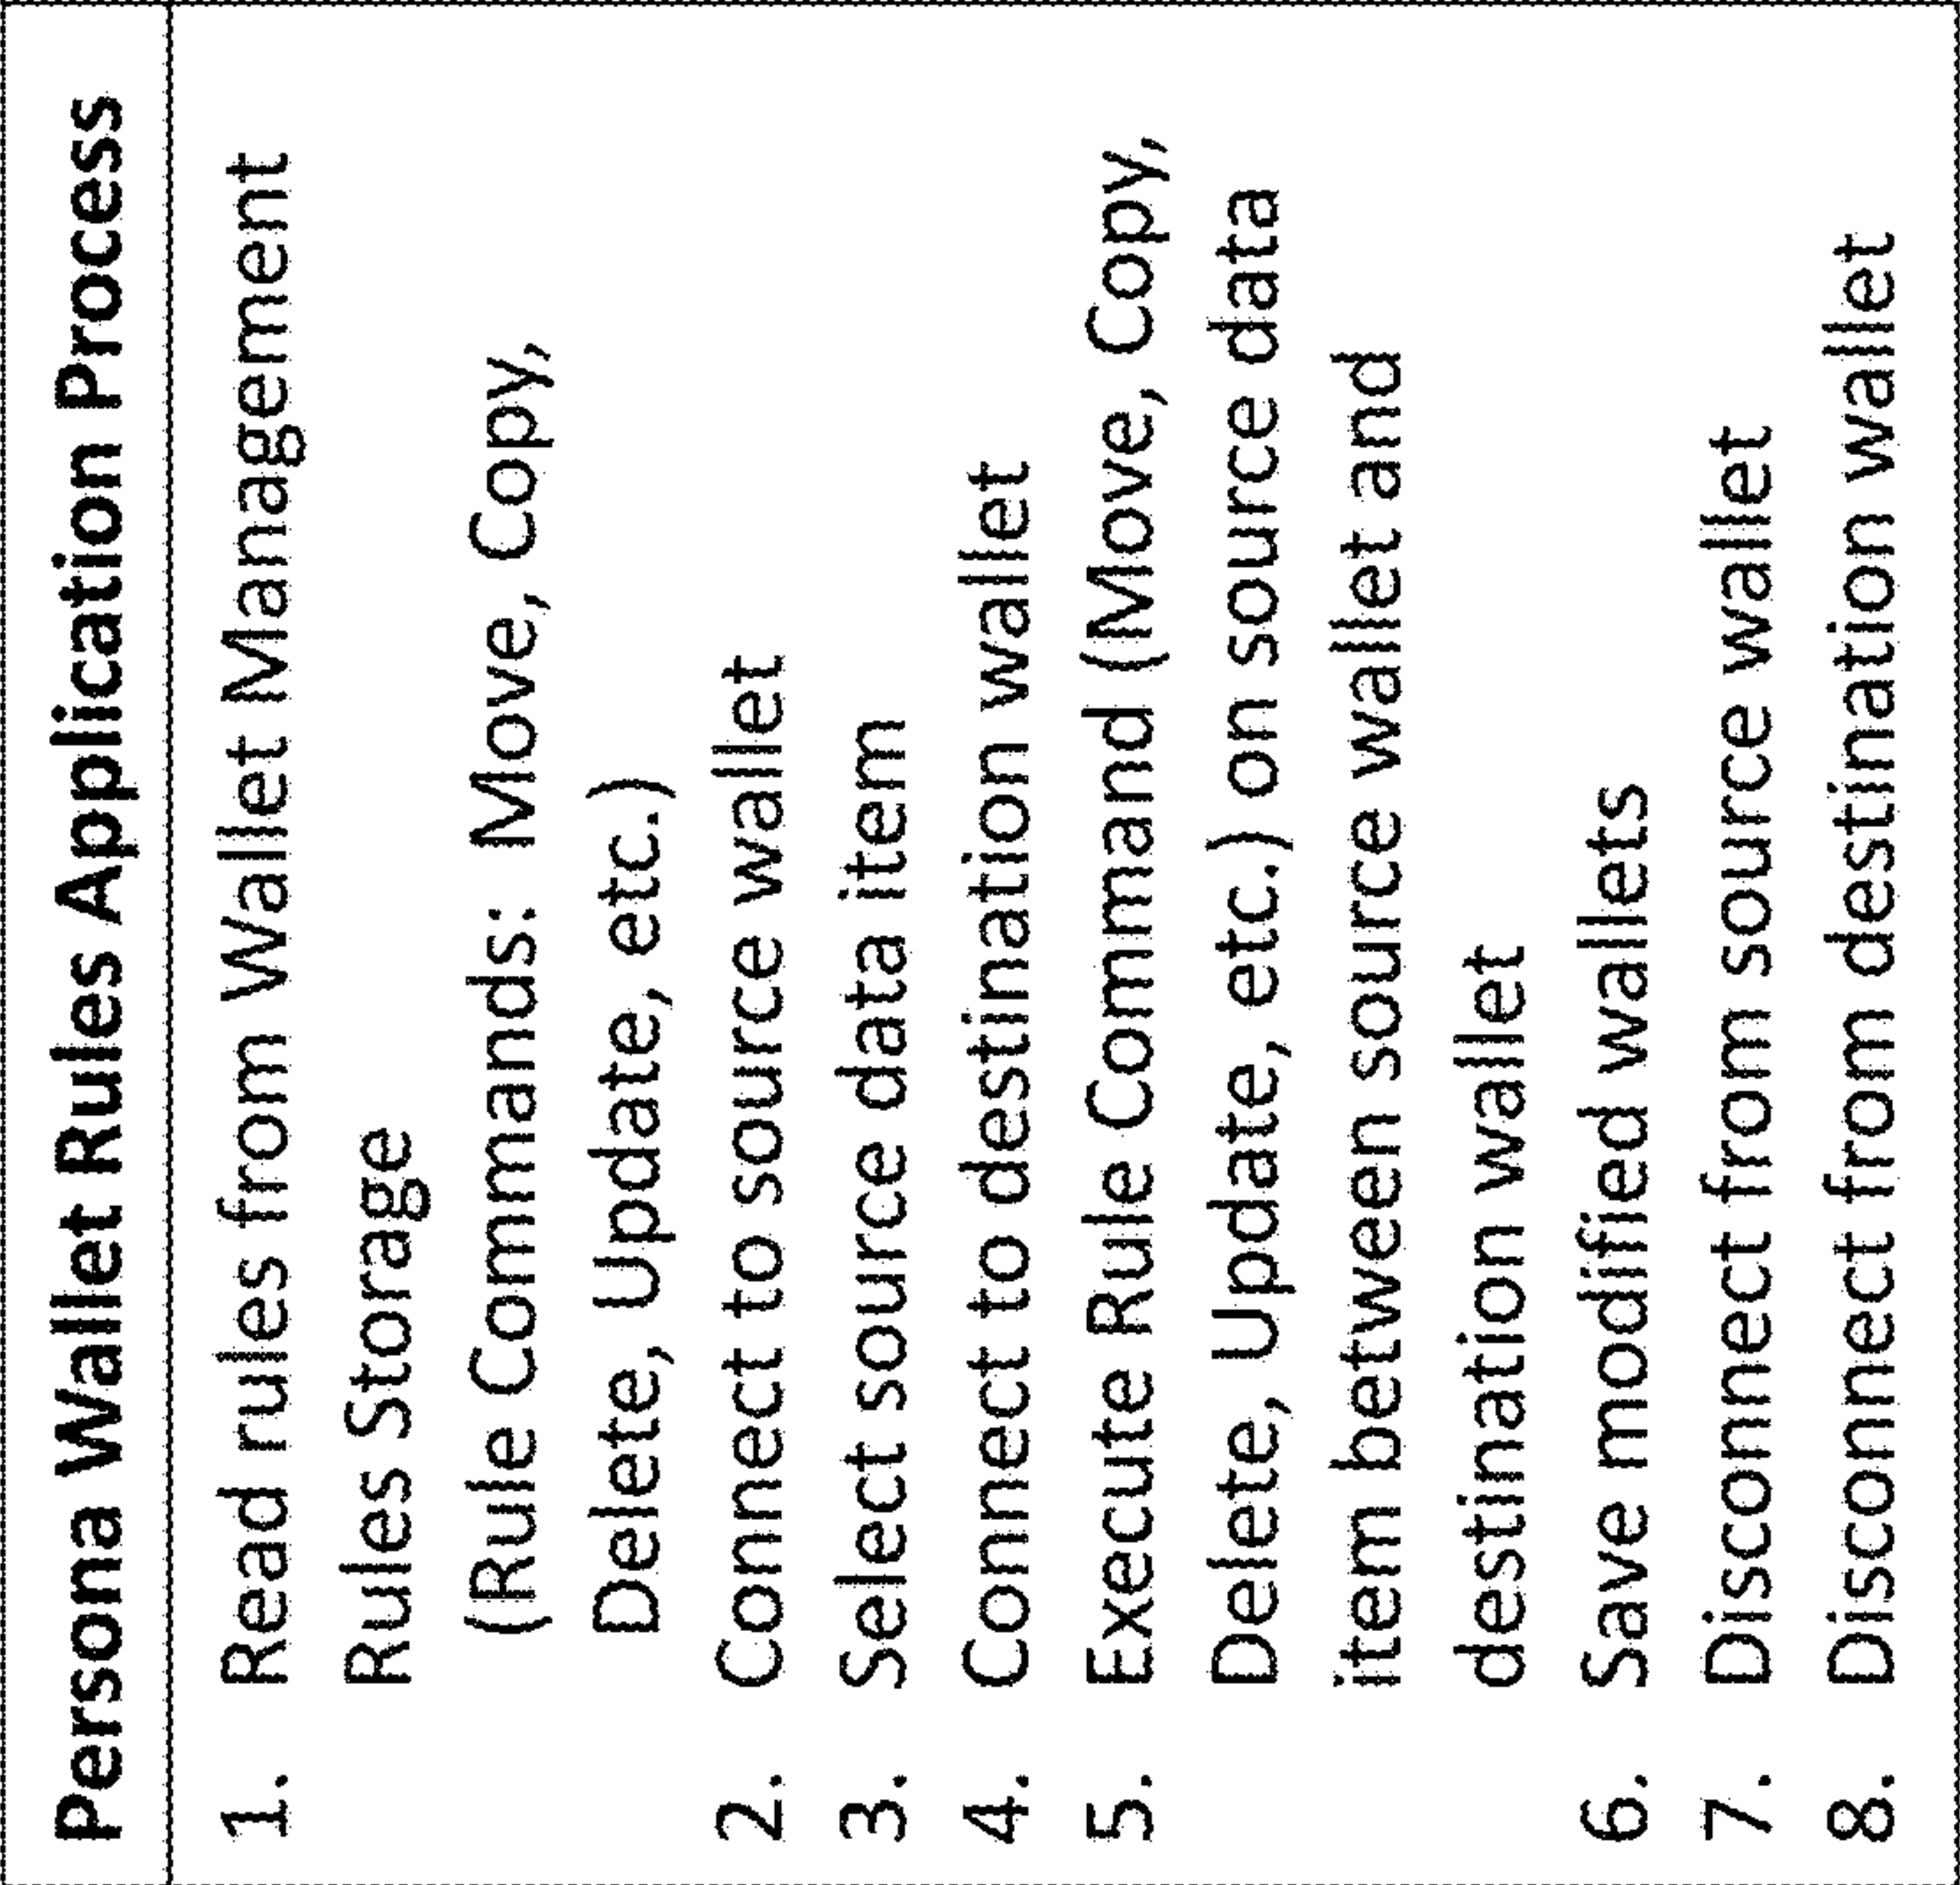 Persona Wallet Rules Application Process
1. Read rules from Wallet Management
Rules Storage
(Rule Commands: Move, Copy,
Delete, Update, etc.)
2. Connect to source wallet
3. Select source data item
4. Connect to destination wallet
5. Execute Rule Command (Move, Copy,
Delete, Update, etc.) on source data
item between source wallet and
destination wallet
6. Save modified wallets
7. Disconnect from source wallet
8. Disconnect from destination wallet